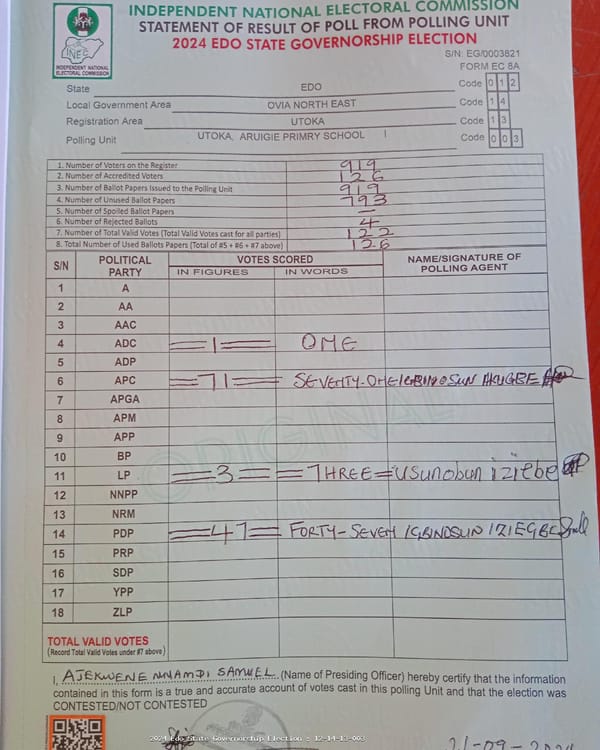 INDEPENDENT NATIONAL ELECTORAL COMMISSION
STATEMENT OF RESULT OF POLL FROM POLLING UNIT
2024 EDO STATE GOVERNORSHIP ELECTION
INEC
INDEPENDENT NATIONAL ELECTORAL COMMISSION
S/N: EG/0003821
FORM EC 8A
State EDO Code 0 1 2
Local Government Area OVIA NORTH EAST Code 1 4
Registration Area UTOKA Code 1 3
Polling Unit UTOKA, ARUIGIE PRIMRY SCHOOL I Code 0 0 3
1. Number of Voters on the Register 919
2. Number of Accredited Voters 126
3. Number of Ballot Papers Issued to the Polling Unit 919
4. Number of Unused Ballot Papers 793
5. Number of Spoiled Ballot Papers —
6. Number of Rejected Ballots 4
7. Number of Total Valid Votes (Total Valid Votes cast for all parties) 122
8. Total Number of Used Ballots Papers (Total of #5 + #6 + #7 above) 126
S/N POLITICAL PARTY VOTES SCORED NAME/SIGNATURE OF POLLING AGENT
IN FIGURES IN WORDS
1 A
2 AA
3 AAC
4 ADC =1= ONE
5 ADP
6 APC =71= SEVENTY-ONE
7 APGA
8 APM
9 APP
10 BP
11 LP =3= =THREE= usunobun iziebe
12 NNPP
13 NRM
14 PDP =47= FORTY-SEVEN
15 PRP
16 SDP
17 YPP
18 ZLP
ORIGINAL
TOTAL VALID VOTES
(Record Total Valid Votes under #7 above)
I, AJEKWENE NNAMDI SAMUEL (Name of Presiding Officer) hereby certify that the information
contained in this form is a true and accurate account of votes cast in this polling Unit and that the election was
CONTESTED/NOT CONTESTED
2024 Edo State Governorship Election : 12-14-13-003
21-09-2024